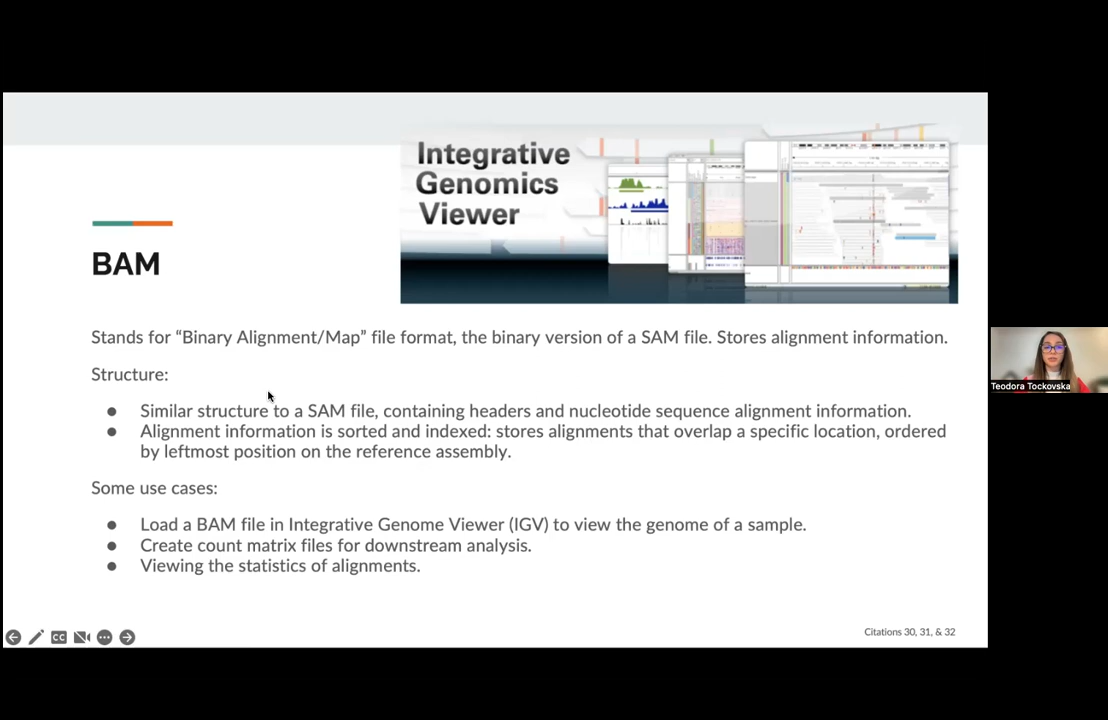 Integrative
Genomics
Viewer
BAM
Stands for “Binary Alignment/Map” file format, the binary version of a SAM file. Stores alignment information.
Structure:
● Similar structure to a SAM file, containing headers and nucleotide sequence alignment information.
● Alignment information is sorted and indexed: stores alignments that overlap a specific location, ordered
by leftmost position on the reference assembly.
Some use cases:
● Load a BAM file in Integrative Genome Viewer (IGV) to view the genome of a sample.
● Create count matrix files for downstream analysis.
● Viewing the statistics of alignments.
Citations 30, 31, & 32
CC
Teodora Tockovska